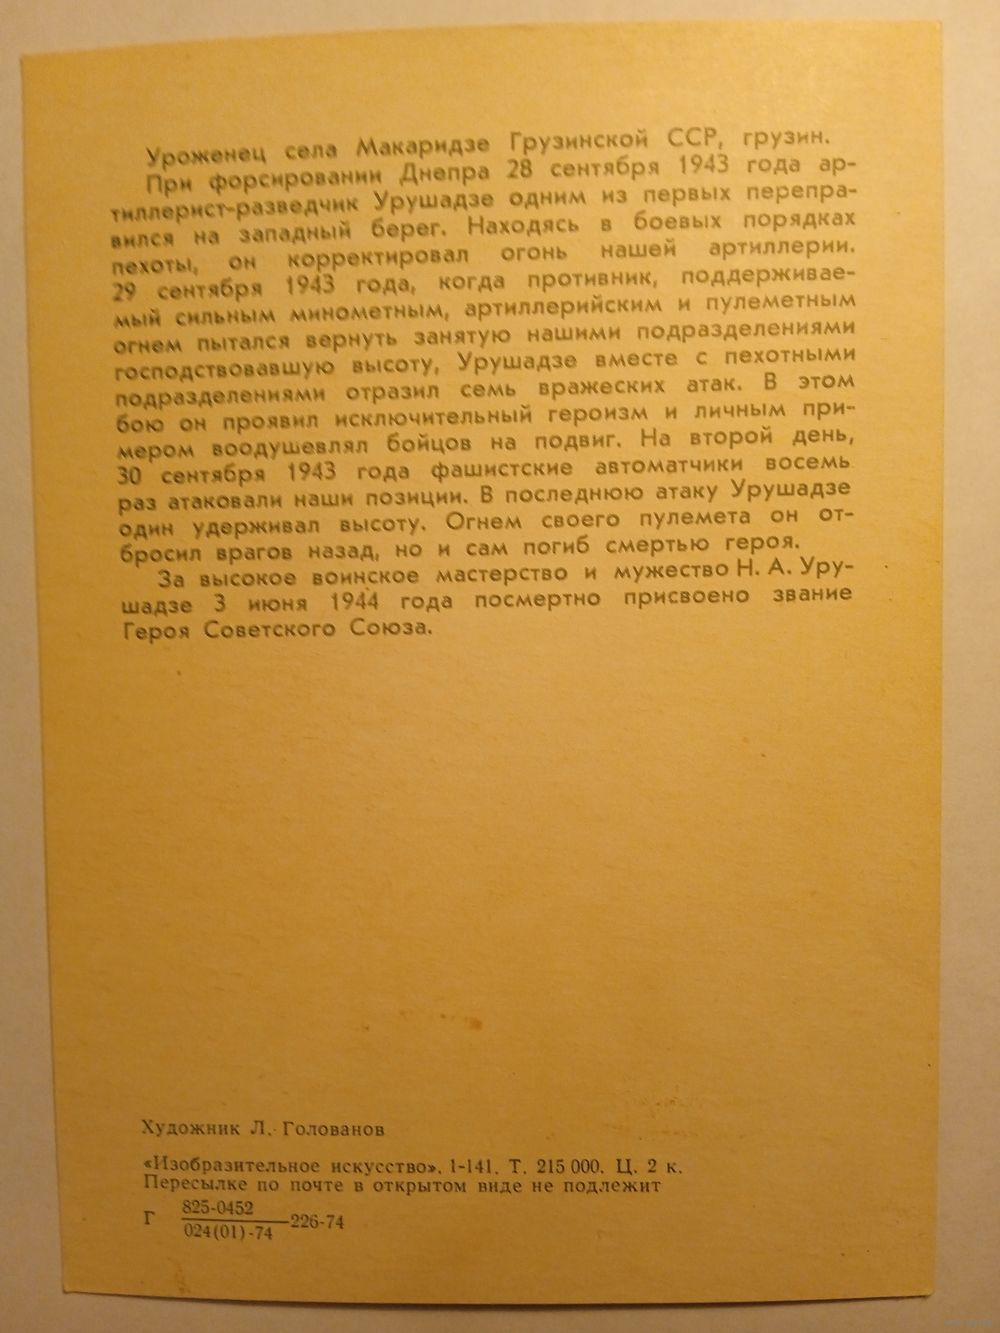 Уроженец села Макаридзе Грузинской ССР, грузин.
При форсировании Днепра 28 сентября 1943 года ар-
тиллерист-разведчик Урушадзе одним из первых перепра-
вился на западный берег. Находясь в боевых порядках
пехоты, он корректировал огонь нашей артиллерии.
29 сентября 1943 года, когда противник, поддерживае-
мый сильным минометным, артиллерийским и пулеметным
огнем пытался вернуть занятую нашими подразделениями
господствовавшую высоту, Урушадзе вместе с пехотными
подразделениями отразил семь вражеских атак. В этом
бою он проявил исключительный героизм и личным при-
мером воодушевлял бойцов на подвиг. На второй день,
30 сентября 1943 года фашистские автоматчики восемь
раз атаковали наши позиции. В последнюю атаку Урушадзе
один удерживал высоту. Огнем своего пулемета он от-
бросил врагов назад, но и сам погиб смертью героя.
За высокое воинское мастерство и мужество Н. А. Уру-
шадзе 3 июня 1944 года посмертно присвоено звание
Героя Советского Союза.
Художник Л. Голованов
«Изобразительное искусство». 1-141. Т. 215 000. Ц. 2 к.
Пересылке по почте в открытом виде не подлежит
Г 825-0452
024(01)-74 —226-74